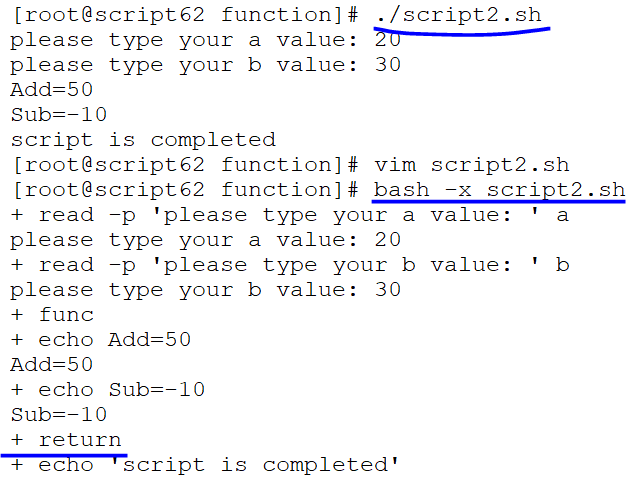 [root@script62 function]# ./script2.sh
please type your a value: 20
please type your b value: 30
Add=50
Sub=-10
script is completed
[root@script62 function]# vim script2.sh
[root@script62 function]# bash -x script2.sh
+ read -p 'please type your a value: ' a
please type your a value: 20
+ read -p 'please type your b value: ' b
please type your b value: 30
+ func
+ echo Add=50
Add=50
+ echo Sub=-10
Sub=-10
+ return
+ echo 'script is completed'